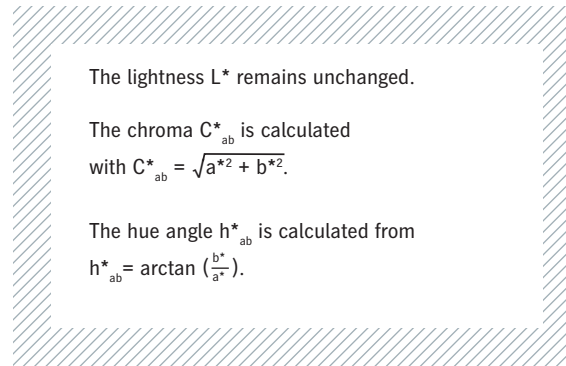 The lightness L* remains unchanged.
The chroma C*ab is calculated
with C*ab = √a*2 + b*2.
The hue angle h*ab is calculated from
h*ab= arctan (b*/a*).